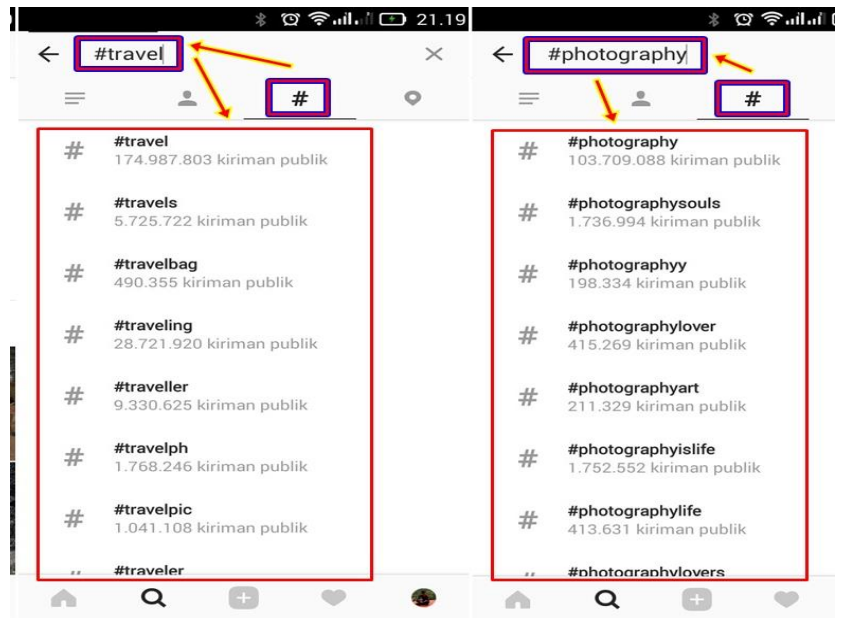 21.19
#travel
#
#travel
174.987.803 kiriman publik
#travels
5.725.722 kiriman publik
#travelbag
490.355 kiriman publik
#traveling
28.721.920 kiriman publik
#traveller
9.330.625 kiriman publik
#travelph
1.768.246 kiriman publik
#travelpic
1.041.108 kiriman publik
#traveler
#photography
#
#photography
103.709.088 kiriman publik
#photographysouls
1.736.994 kiriman publik
#photographyy
198.334 kiriman publik
#photographylover
415.269 kiriman publik
#photographyart
211.329 kiriman publik
#photographyislife
1.752.552 kiriman publik
#photographylife
413.631 kiriman publik
#photographylovers